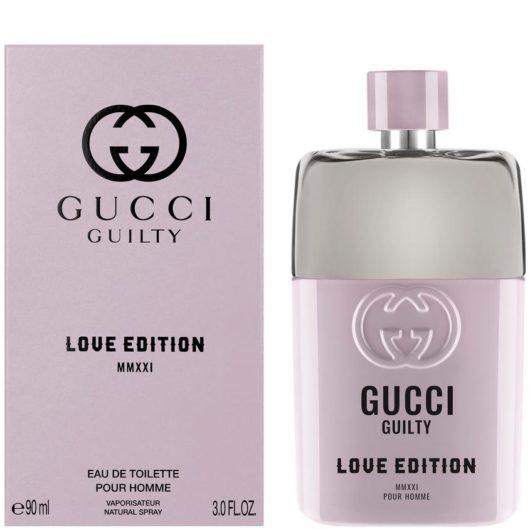 GUCCI
GUILTY
LOVE EDITION
MMXXI
EAU DE TOILETTE
POUR HOMME
VAPORISATEUR
NATURAL SPRAY
℮90 ml
3.0 FL.OZ.
GUCCI
GUILTY
LOVE EDITION
MMXXI
POUR HOMME